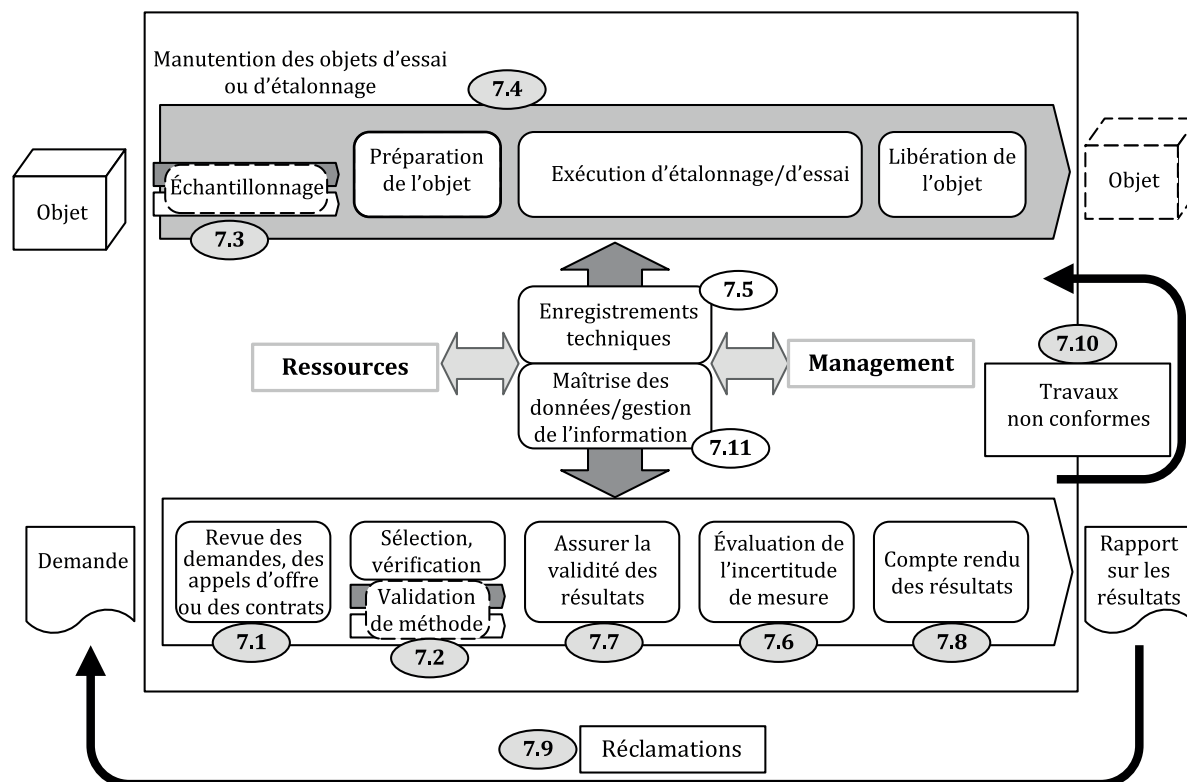 Manutention des objets d’essai
ou d’étalonnage
7.4
Objet
Échantillonnage
7.3
Préparation
de l’objet
Exécution d’étalonnage/d’essai
Libération de
l’objet
Objet
7.5
Enregistrements
techniques
Ressources
Management
Maîtrise des
données/gestion
de l’information
7.11
7.10
Travaux
non conformes
Demande
Revue des
demandes, des
appels d’offre
ou des contrats
7.1
Sélection,
vérification
Validation
de méthode
7.2
Assurer la
validité des
résultats
7.7
Évaluation de
l’incertitude
de mesure
7.6
Compte rendu
des résultats
7.8
Rapport
sur les
résultats
7.9
Réclamations